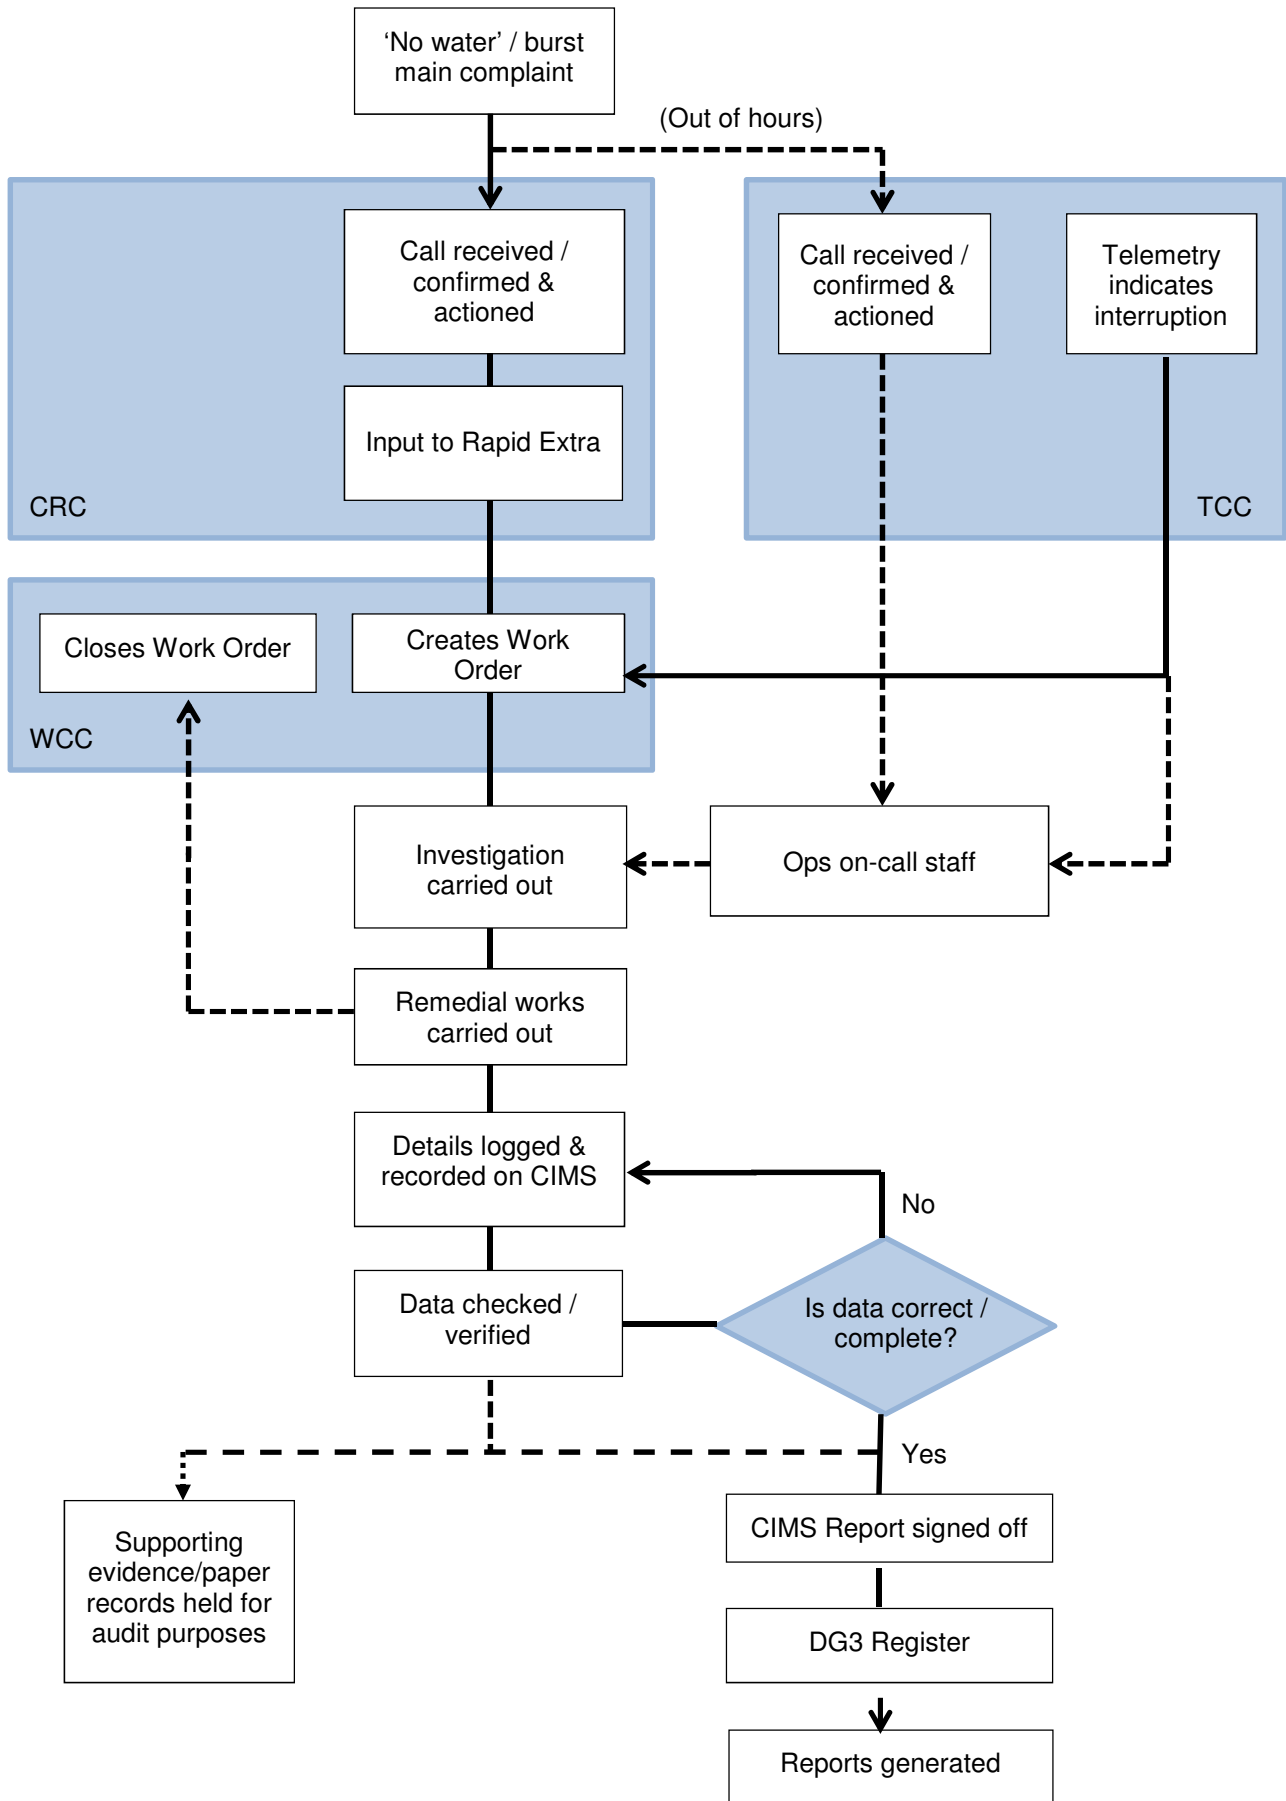 ‘No water’ / burst
main complaint
(Out of hours)
Call received /
confirmed &
actioned
Call received /
confirmed &
actioned
Telemetry
indicates
interruption
Input to Rapid Extra
CRC
TCC
Closes Work Order
Creates Work
Order
WCC
Investigation
carried out
Ops on-call staff
Remedial works
carried out
Details logged &
recorded on CIMS
No
Data checked /
verified
Is data correct /
complete?
Yes
Supporting
evidence/paper
records held for
audit purposes
CIMS Report signed off
DG3 Register
Reports generated